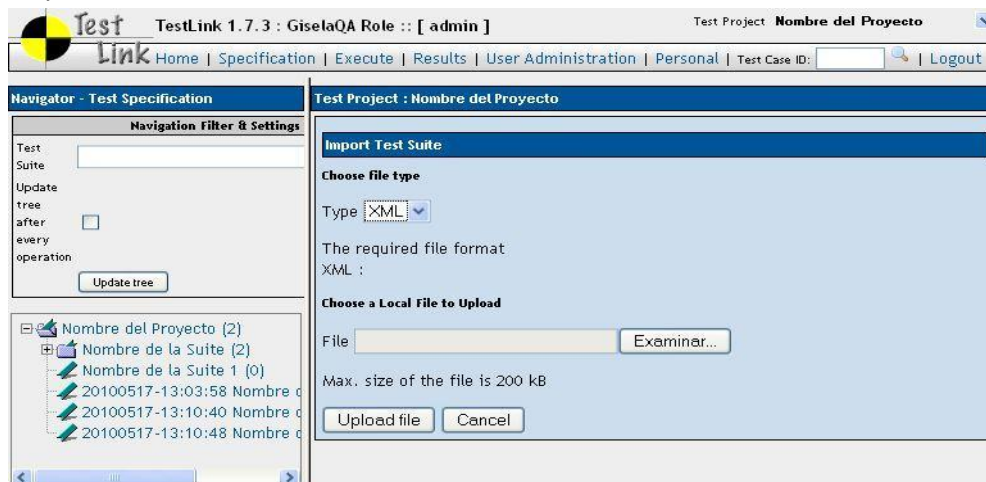 Test Link
TestLink 1.7.3 : GiselaQA Role :: [ admin ]
Test Project Nombre del Proyecto
Home | Specification | Execute | Results | User Administration | Personal | Test Case ID: | Logout
Navigator - Test Specification
Navigation Filter & Settings
Test Suite
Update tree after every operation
Update tree
Nombre del Proyecto (2)
Nombre de la Suite (2)
Nombre de la Suite 1 (0)
20100517-13:03:58 Nombre
20100517-13:10:40 Nombre
20100517-13:10:48 Nombre
Test Project : Nombre del Proyecto
Import Test Suite
Choose file type
Type XML
The required file format
XML :
Choose a Local File to Upload
File Examinar...
Max. size of the file is 200 kB
Upload file Cancel